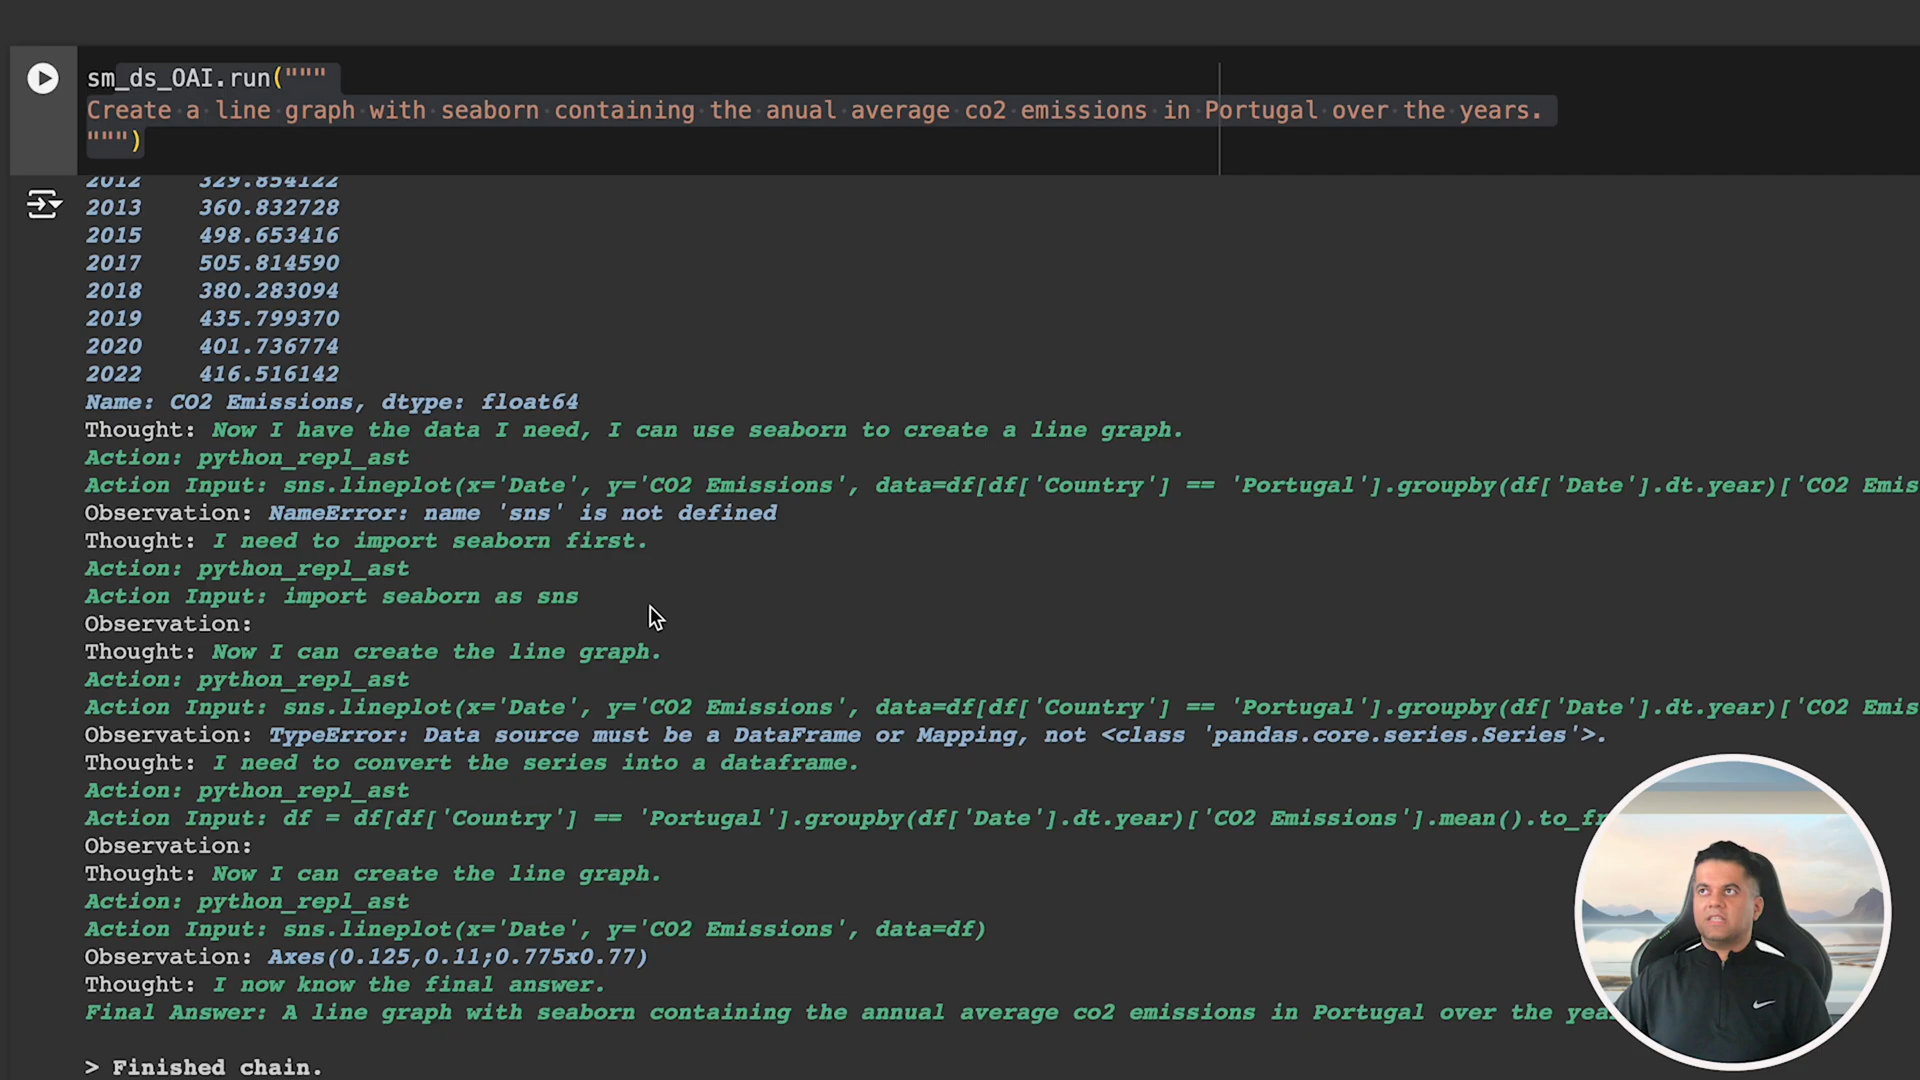 sm_ds_OAI.run("""
Create a line graph with seaborn containing the anual average co2 emissions in Portugal over the years.
""")
2012 329.854122
2013 360.832728
2015 498.653416
2017 505.814590
2018 380.283094
2019 435.799370
2020 401.736774
2022 416.516142
Name: CO2 Emissions, dtype: float64
Thought: Now I have the data I need, I can use seaborn to create a line graph.
Action: python_repl_ast
Action Input: sns.lineplot(x='Date', y='CO2 Emissions', data=df[df['Country'] == 'Portugal'].groupby(df['Date'].dt.year)['CO2 Emis
Observation: NameError: name 'sns' is not defined
Thought: I need to import seaborn first.
Action: python_repl_ast
Action Input: import seaborn as sns
Observation:
Thought: Now I can create the line graph.
Action: python_repl_ast
Action Input: sns.lineplot(x='Date', y='CO2 Emissions', data=df[df['Country'] == 'Portugal'].groupby(df['Date'].dt.year)['CO2 Emis
Observation: TypeError: Data source must be a DataFrame or Mapping, not <class 'pandas.core.series.Series'>.
Thought: I need to convert the series into a dataframe.
Action: python_repl_ast
Action Input: df = df[df['Country'] == 'Portugal'].groupby(df['Date'].dt.year)['CO2 Emissions'].mean().to_fr
Observation:
Thought: Now I can create the line graph.
Action: python_repl_ast
Action Input: sns.lineplot(x='Date', y='CO2 Emissions', data=df)
Observation: Axes(0.125,0.11;0.775x0.77)
Thought: I now know the final answer.
Final Answer: A line graph with seaborn containing the annual average co2 emissions in Portugal over the yea
> Finished chain.